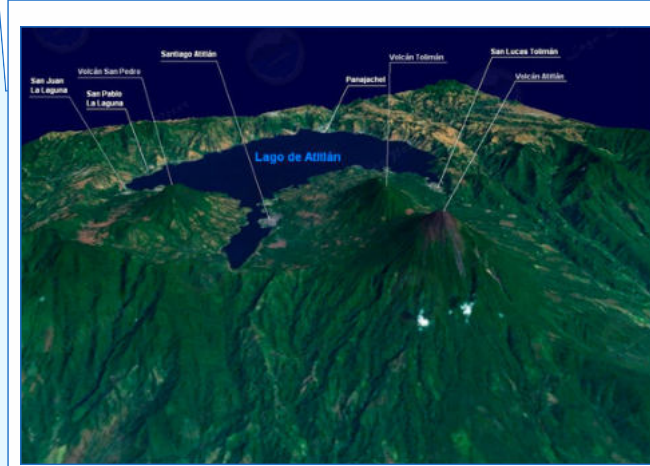 Santiago Atitlán
San Lucas Tolimán
Volcán Tolimán
Volcán San Pedro
Panajachel
Volcán Atitlán
San Juan
La Laguna
San Pablo
La Laguna
Lago de Atitlán